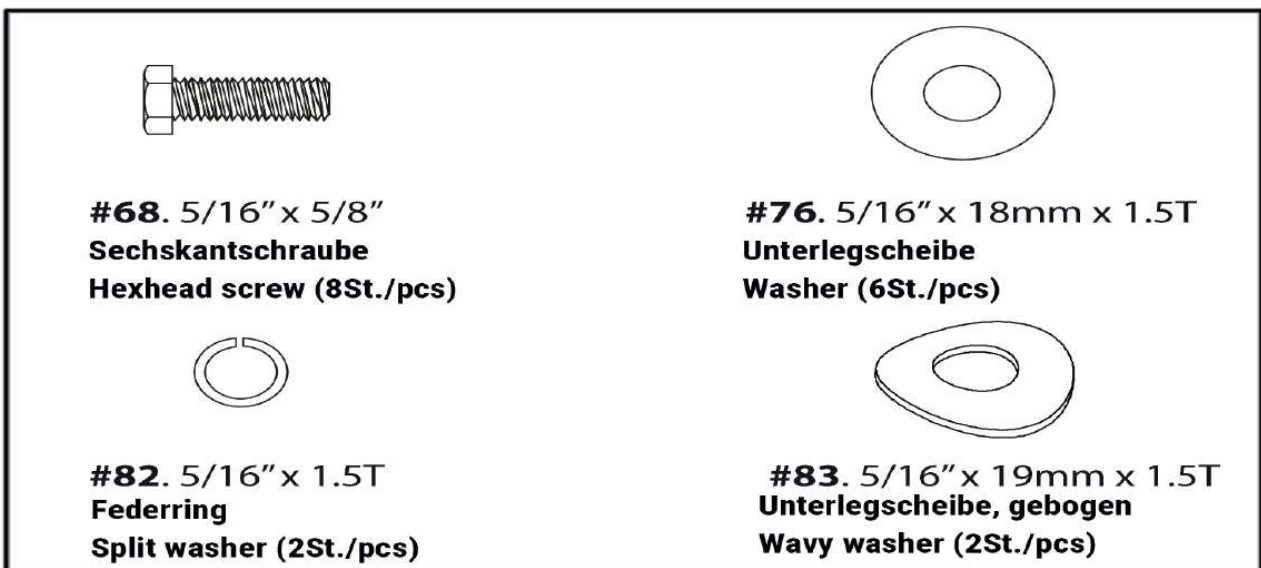 #68. 5/16” x 5/8”
Sechskantschraube
Hexhead screw (8St./pcs)
#76. 5/16” x 18mm x 1.5T
Unterlegscheibe
Washer (6St./pcs)
#82. 5/16” x 1.5T
Federring
Split washer (2St./pcs)
#83. 5/16” x 19mm x 1.5T
Unterlegscheibe, gebogen
Wavy washer (2St./pcs)